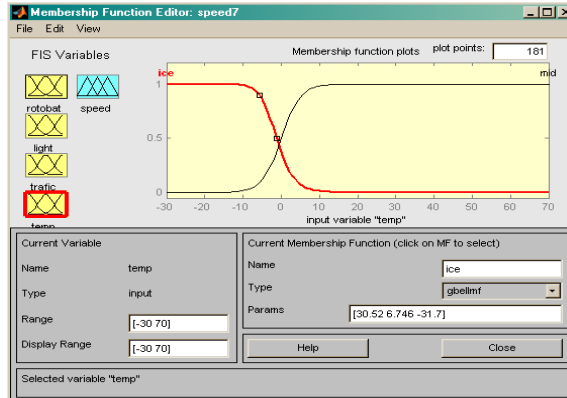 Membership Function Editor: speed7
File Edit View
FIS Variables
Membership function plots
plot points:
181
rotobat
speed
light
trafic
temp
ice
mid
1
0.5
0
-30 -20 -10 0 10 20 30 40 50 60 70
input variable "temp"
Current Variable
Name temp
Type input
Range [-30 70]
Display Range [-30 70]
Current Membership Function (click on MF to select)
Name ice
Type gbellmf
Params [30.52 6.746 -31.7]
Help
Close
Selected variable "temp"